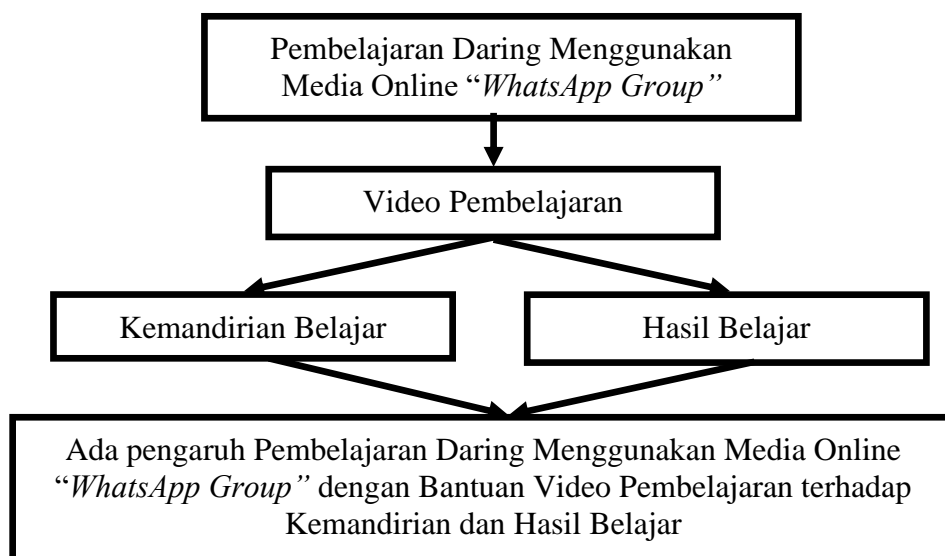 Pembelajaran Daring Menggunakan
Media Online “WhatsApp Group”
Video Pembelajaran
Kemandirian Belajar
Hasil Belajar
Ada pengaruh Pembelajaran Daring Menggunakan Media Online
“WhatsApp Group” dengan Bantuan Video Pembelajaran terhadap
Kemandirian dan Hasil Belajar